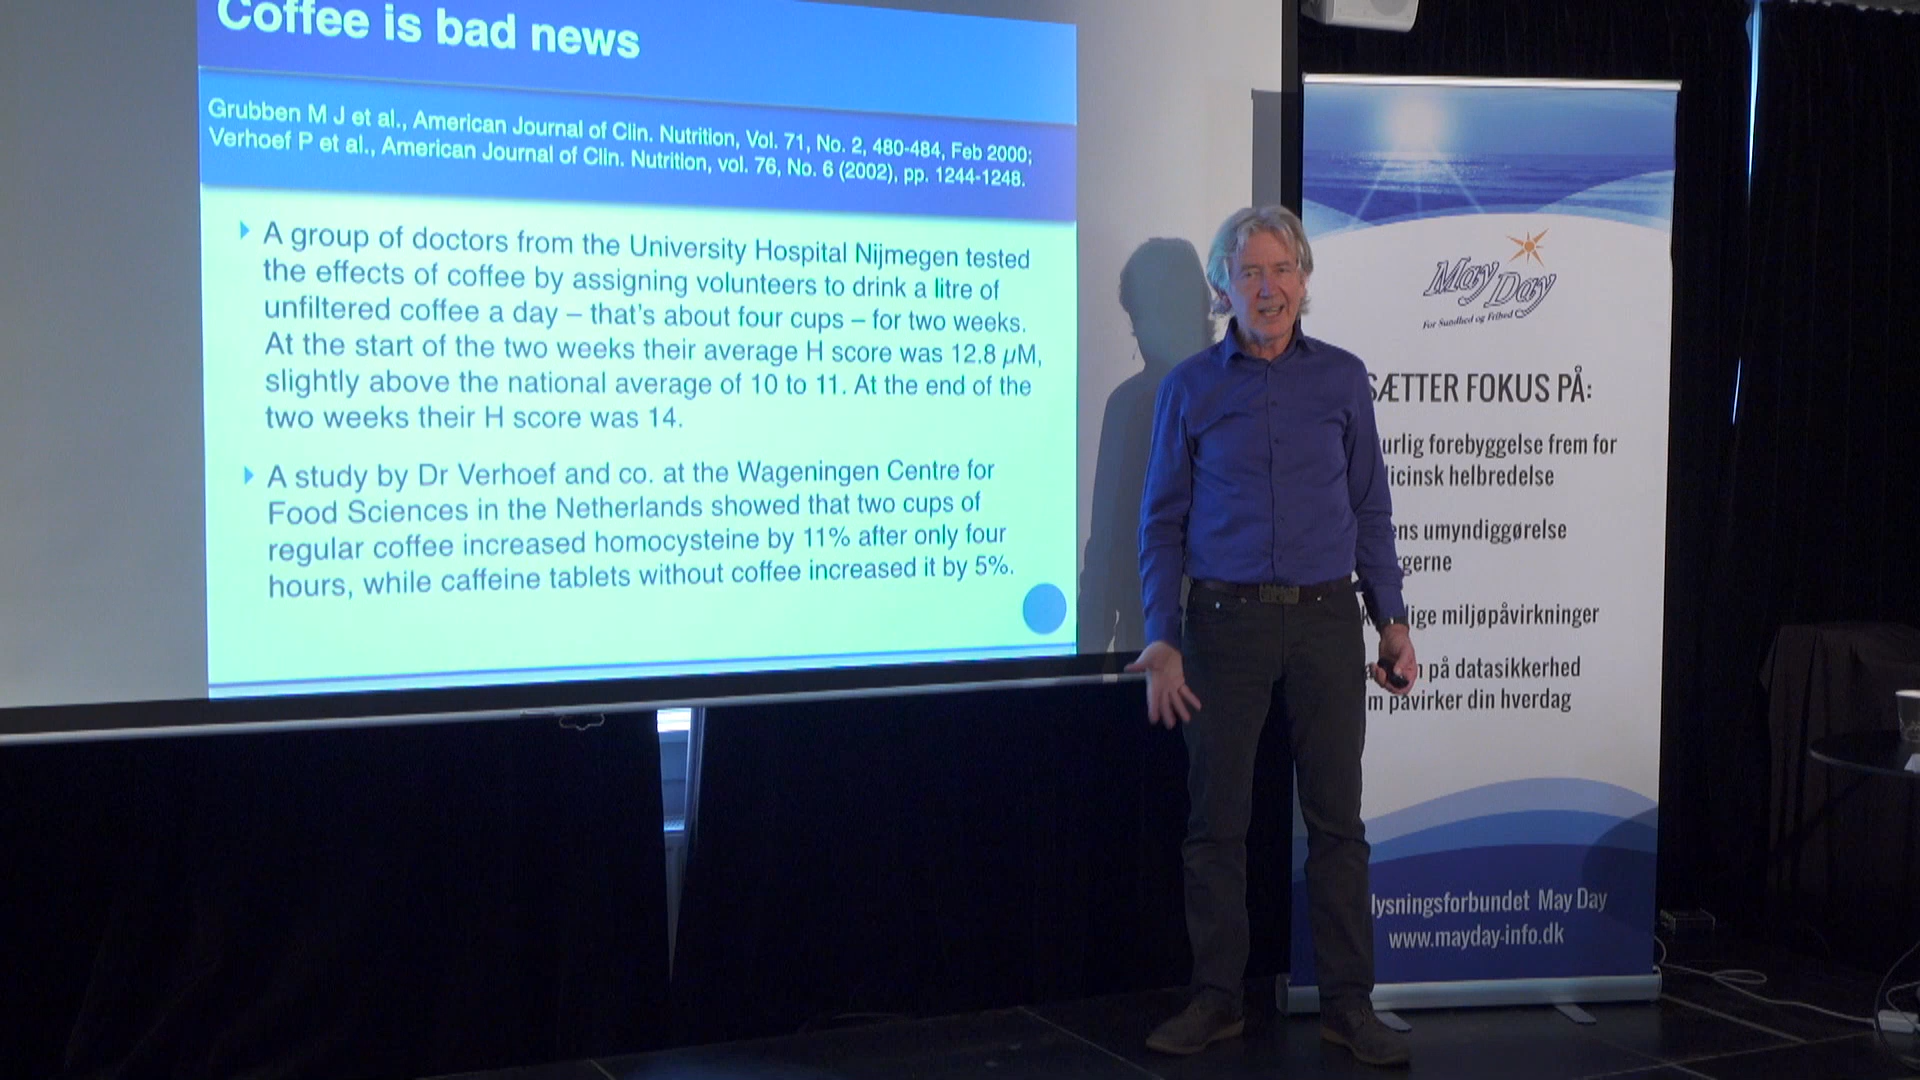 Coffee is bad news
Grubben M J et al., American Journal of Clin. Nutrition, Vol. 71, No. 2, 480-484, Feb 2000;
Verhoef P et al., American Journal of Clin. Nutrition, vol. 76, No. 6 (2002), pp. 1244-1248.
A group of doctors from the University Hospital Nijmegen tested
the effects of coffee by assigning volunteers to drink a litre of
unfiltered coffee a day – that's about four cups – for two weeks.
At the start of the two weeks their average H score was 12.8 µM,
slightly above the national average of 10 to 11. At the end of the
two weeks their H score was 14.
A study by Dr Verhoef and co. at the Wageningen Centre for
Food Sciences in the Netherlands showed that two cups of
regular coffee increased homocysteine by 11% after only four
hours, while caffeine tablets without coffee increased it by 5%.
May Day
For Sundhed og Frihed
SÆTTER FOKUS PÅ:
urlig forebyggelse frem for
licinsk helbredelse
ens umyndiggørelse
gerne
lige miljøpåvirkninger
på datasikkerhed
m påvirker din hverdag
lysningsforbundet May Day
www.mayday-info.dk